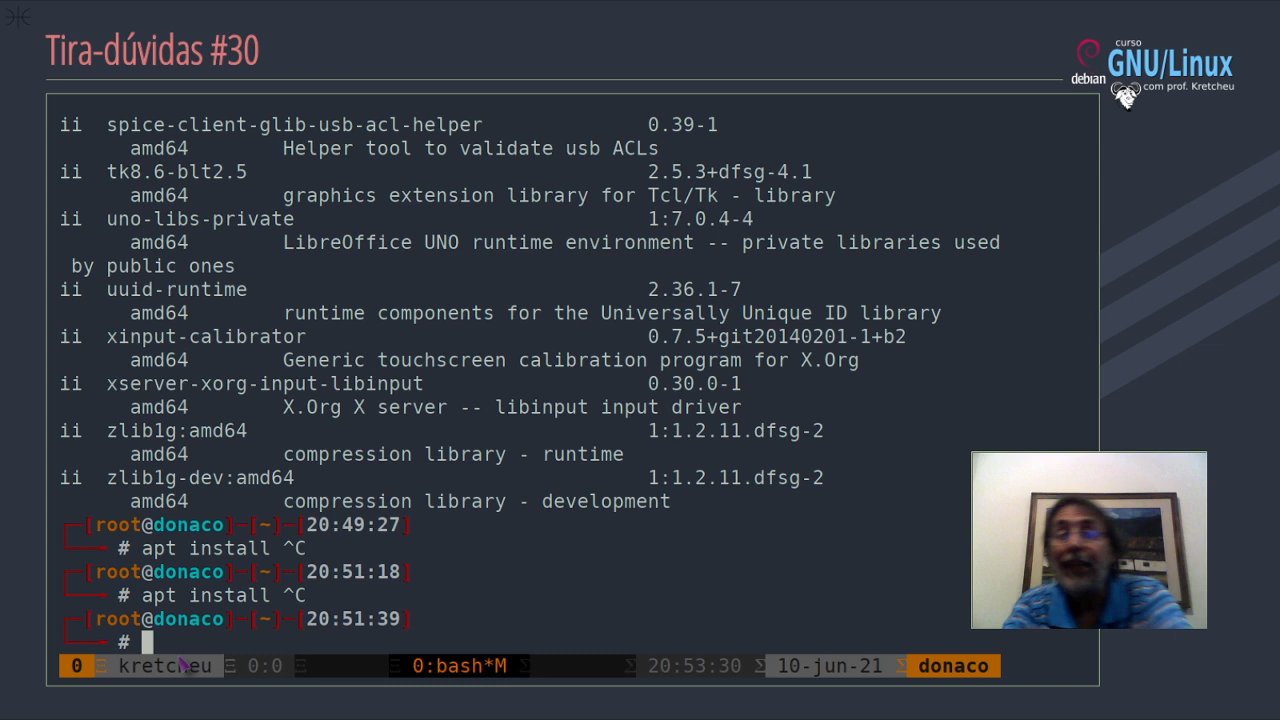 Tira-dúvidas #30
curso
GNU/Linux
debian
com prof. Kretcheu
ii  spice-client-glib-usb-acl-helper              0.39-1
      amd64        Helper tool to validate usb ACLs
ii  tk8.6-blt2.5                                  2.5.3+dfsg-4.1
      amd64        graphics extension library for Tcl/Tk - library
ii  uno-libs-private                              1:7.0.4-4
      amd64        LibreOffice UNO runtime environment -- private libraries used
 by public ones
ii  uuid-runtime                                  2.36.1-7
      amd64        runtime components for the Universally Unique ID library
ii  xinput-calibrator                             0.7.5+git20140201-1+b2
      amd64        Generic touchscreen calibration program for X.Org
ii  xserver-xorg-input-libinput                   0.30.0-1
      amd64        X.Org X server -- libinput input driver
ii  zlib1g:amd64                                  1:1.2.11.dfsg-2
      amd64        compression library - runtime
ii  zlib1g-dev:amd64                              1:1.2.11.dfsg-2
      amd64        compression library - development
┌─[root@donaco]─[~]─[20:49:27]
└─── # apt install ^C
┌─[root@donaco]─[~]─[20:51:18]
└─── # apt install ^C
┌─[root@donaco]─[~]─[20:51:39]
└─── #
0 Ξ kretcheu Ξ 0:0 Ξ Ξ 0:bash*M Σ Σ 20:53:30 Σ 10-jun-21 Σ donaco